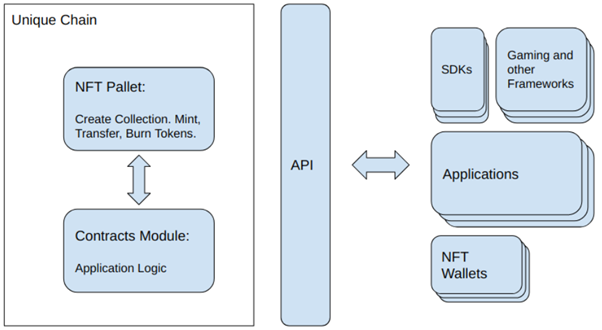 Unique Chain
NFT Pallet:
Create Collection. Mint,
Transfer, Burn Tokens.
Contracts Module:
Application Logic
API
SDKs
Gaming and
other
Frameworks
Applications
NFT
Wallets